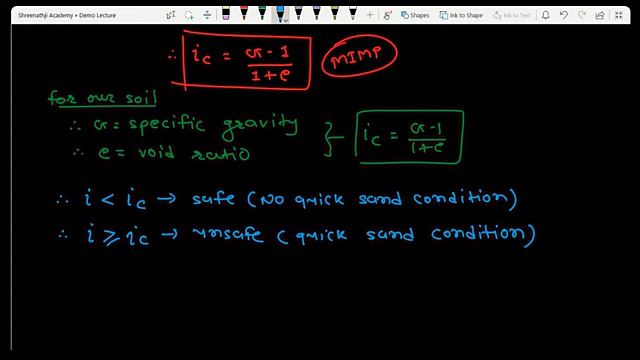 Shreenathji Academy » Demo Lecture
Shapes Ink to Shape Ink to Text
∴ ic = G-1 / 1+e MIMP
for our soil
∴ G = specific gravity
∴ e = void ratio } ic = G-1 / 1+e
∴ i < ic → safe (No quick sand condition)
∴ i ⩾ ic → unsafe (quick sand condition)